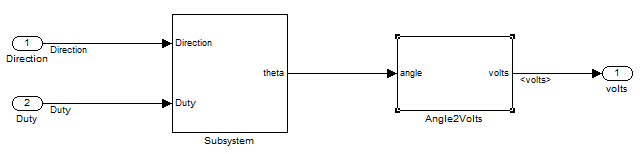 1
Direction
Direction
2
Duty
Duty
Direction
theta
Duty
Subsystem
angle
volts
Angle2Volts
<volts>
1
volts